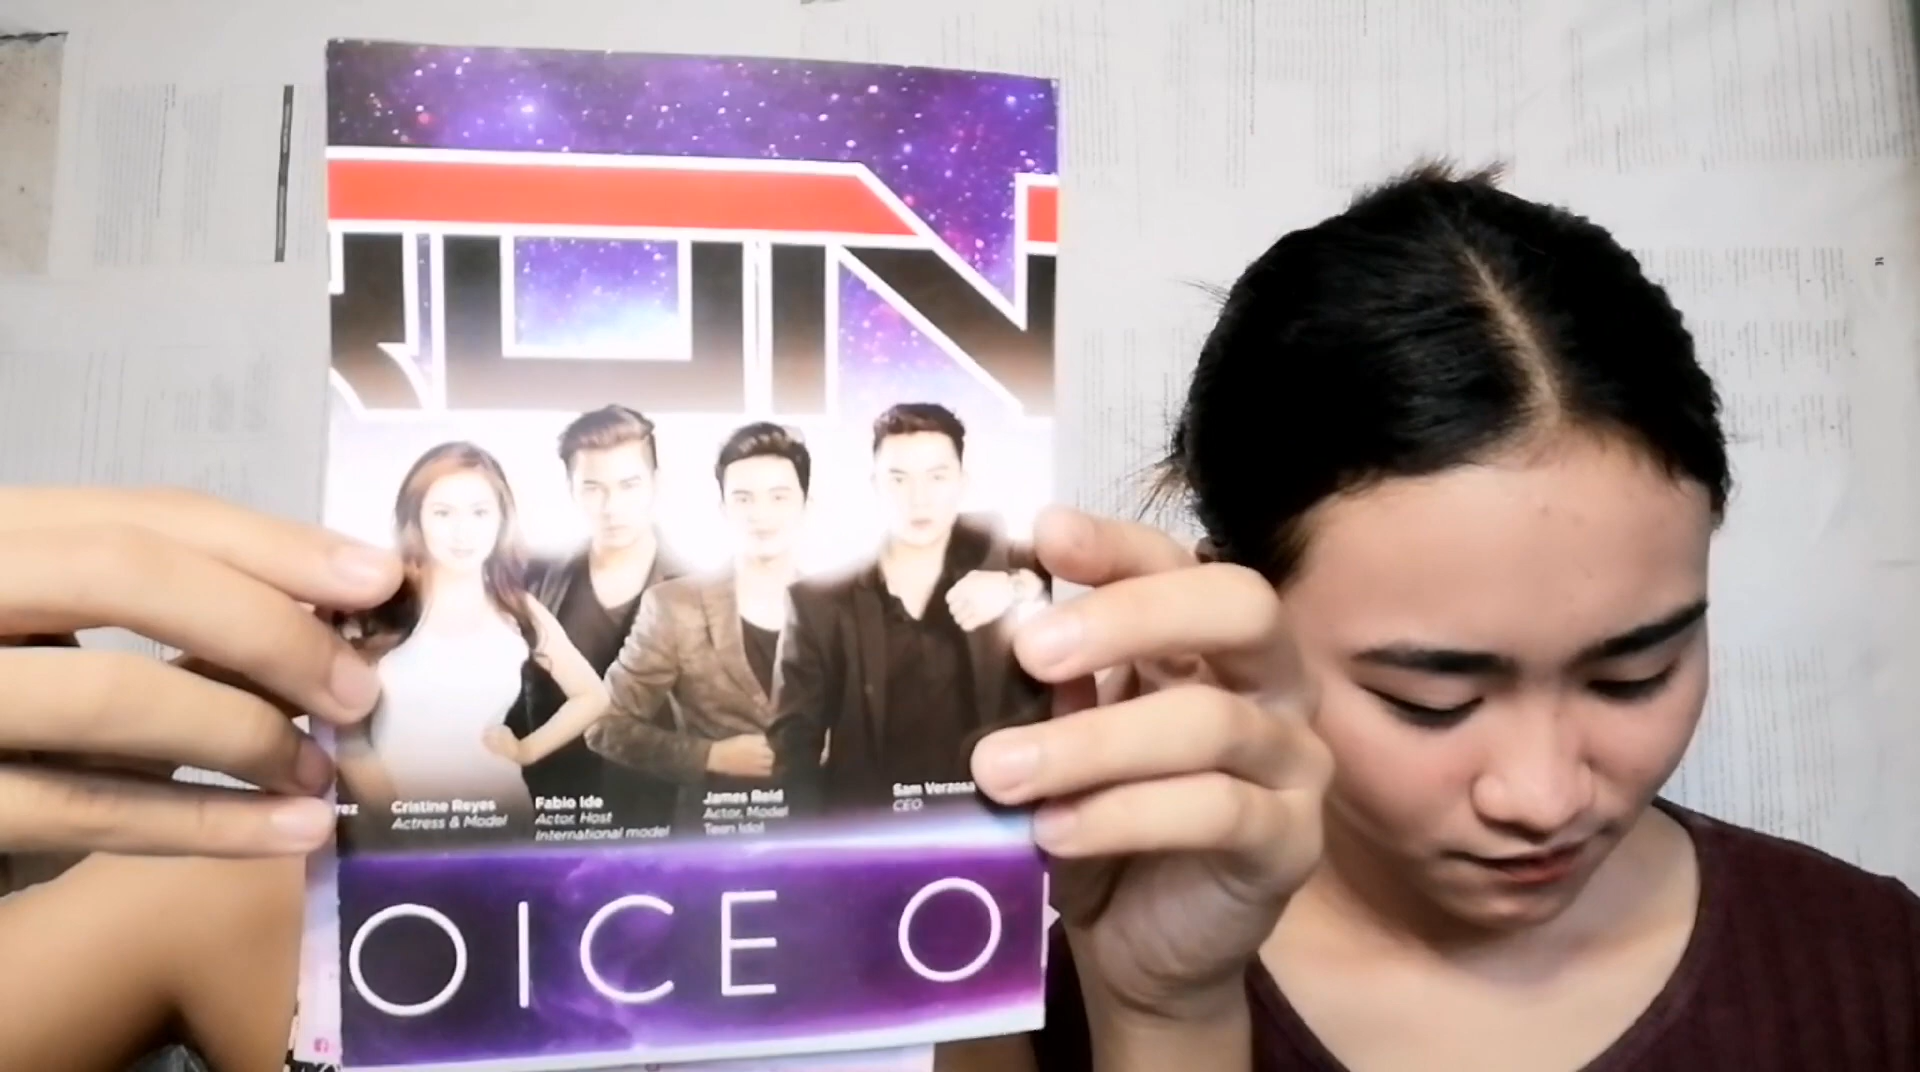 RUN
rez
Cristine Reyes
Actress & Model
Fabio Ide
Actor, Host
International model
James Reid
Actor, Model
Teen Idol
Sam Verzosa
CEO
OICE O